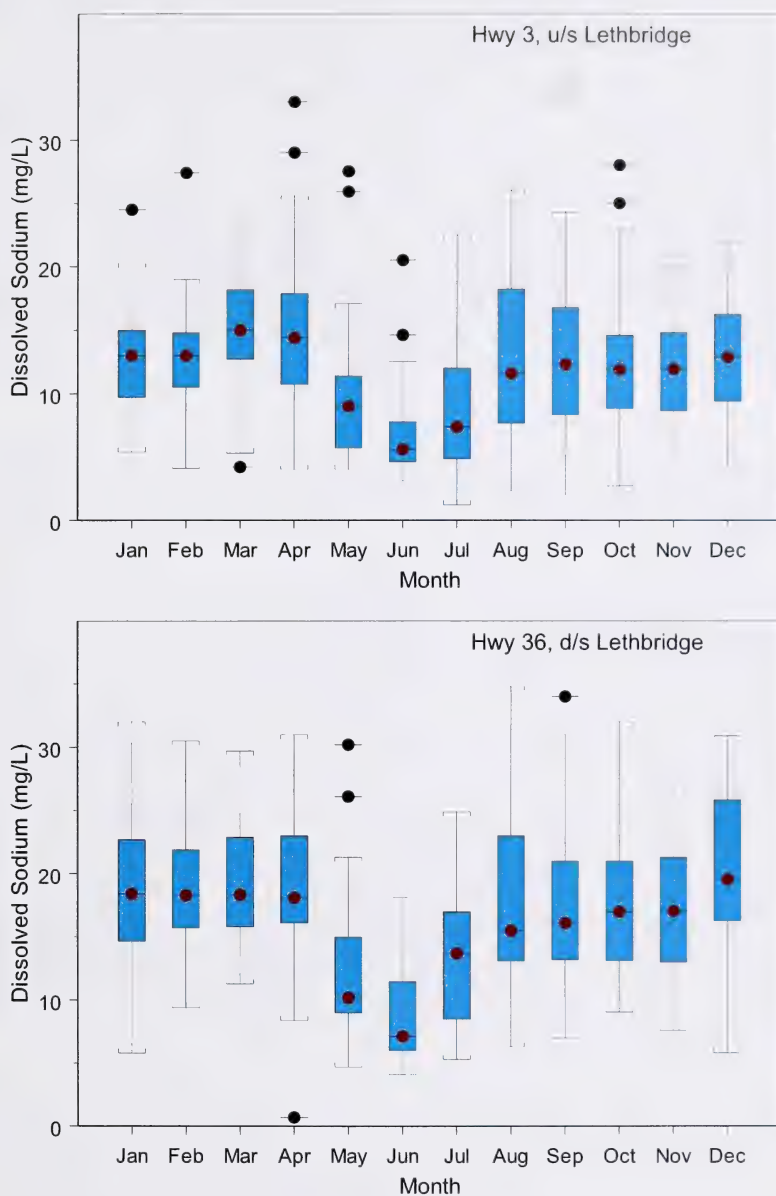 Hwy 3, u/s Lethbridge
Dissolved Sodium (mg/L)
30
20
10
0
Jan Feb Mar Apr May Jun Jul Aug Sep Oct Nov Dec
Month
Hwy 36, d/s Lethbridge
Dissolved Sodium (mg/L)
30
20
10
0
Jan Feb Mar Apr May Jun Jul Aug Sep Oct Nov Dec
Month